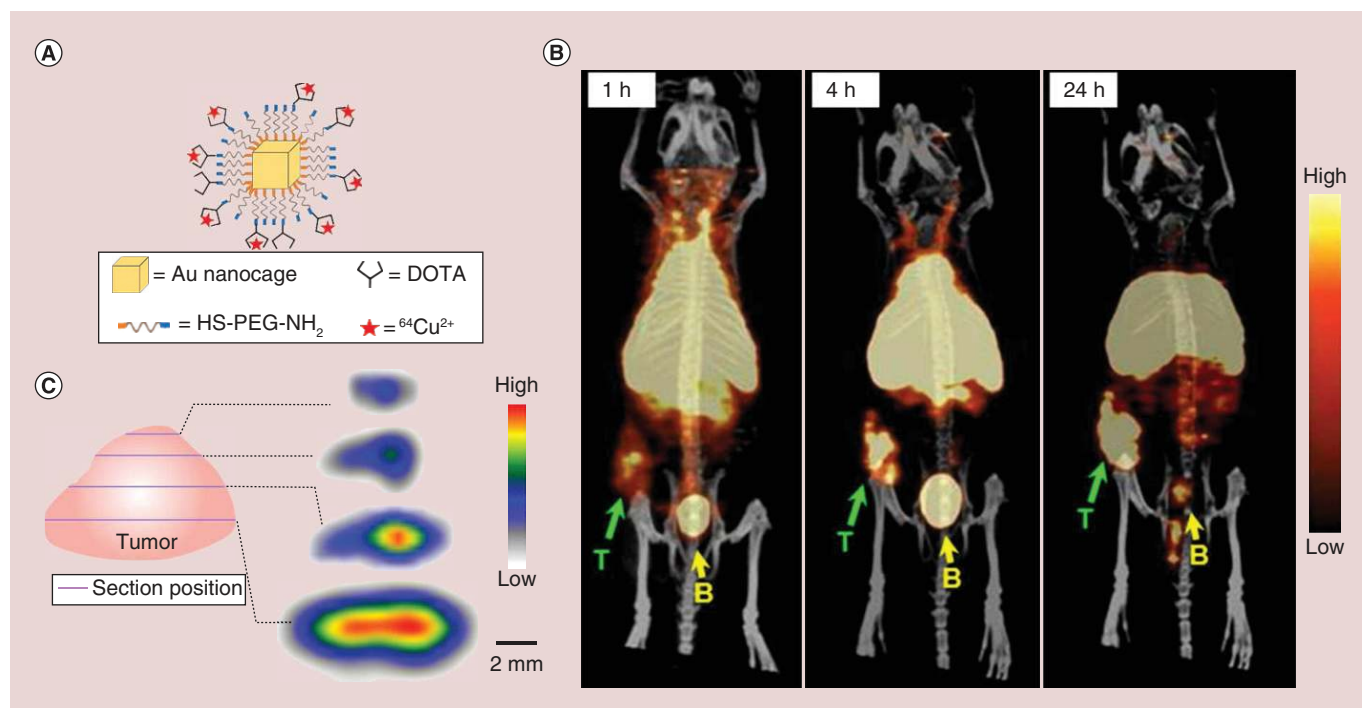 A
= Au nanocage
= DOTA
= HS-PEG-NH₂
= ⁶⁴Cu²⁺
B
1 h
4 h
24 h
T
B
T
B
T
B
High
Low
C
Tumor
Section position
High
Low
2 mm